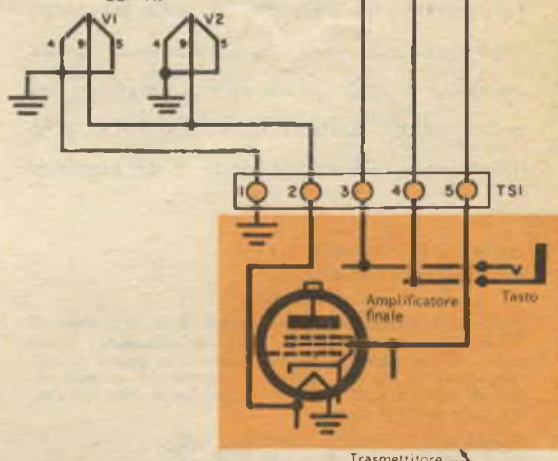 V1
V2
4 9 5
4 9 5
1 2 3 4 5 TS1
Amplificatore
finale
Tasto
Trasmettitore